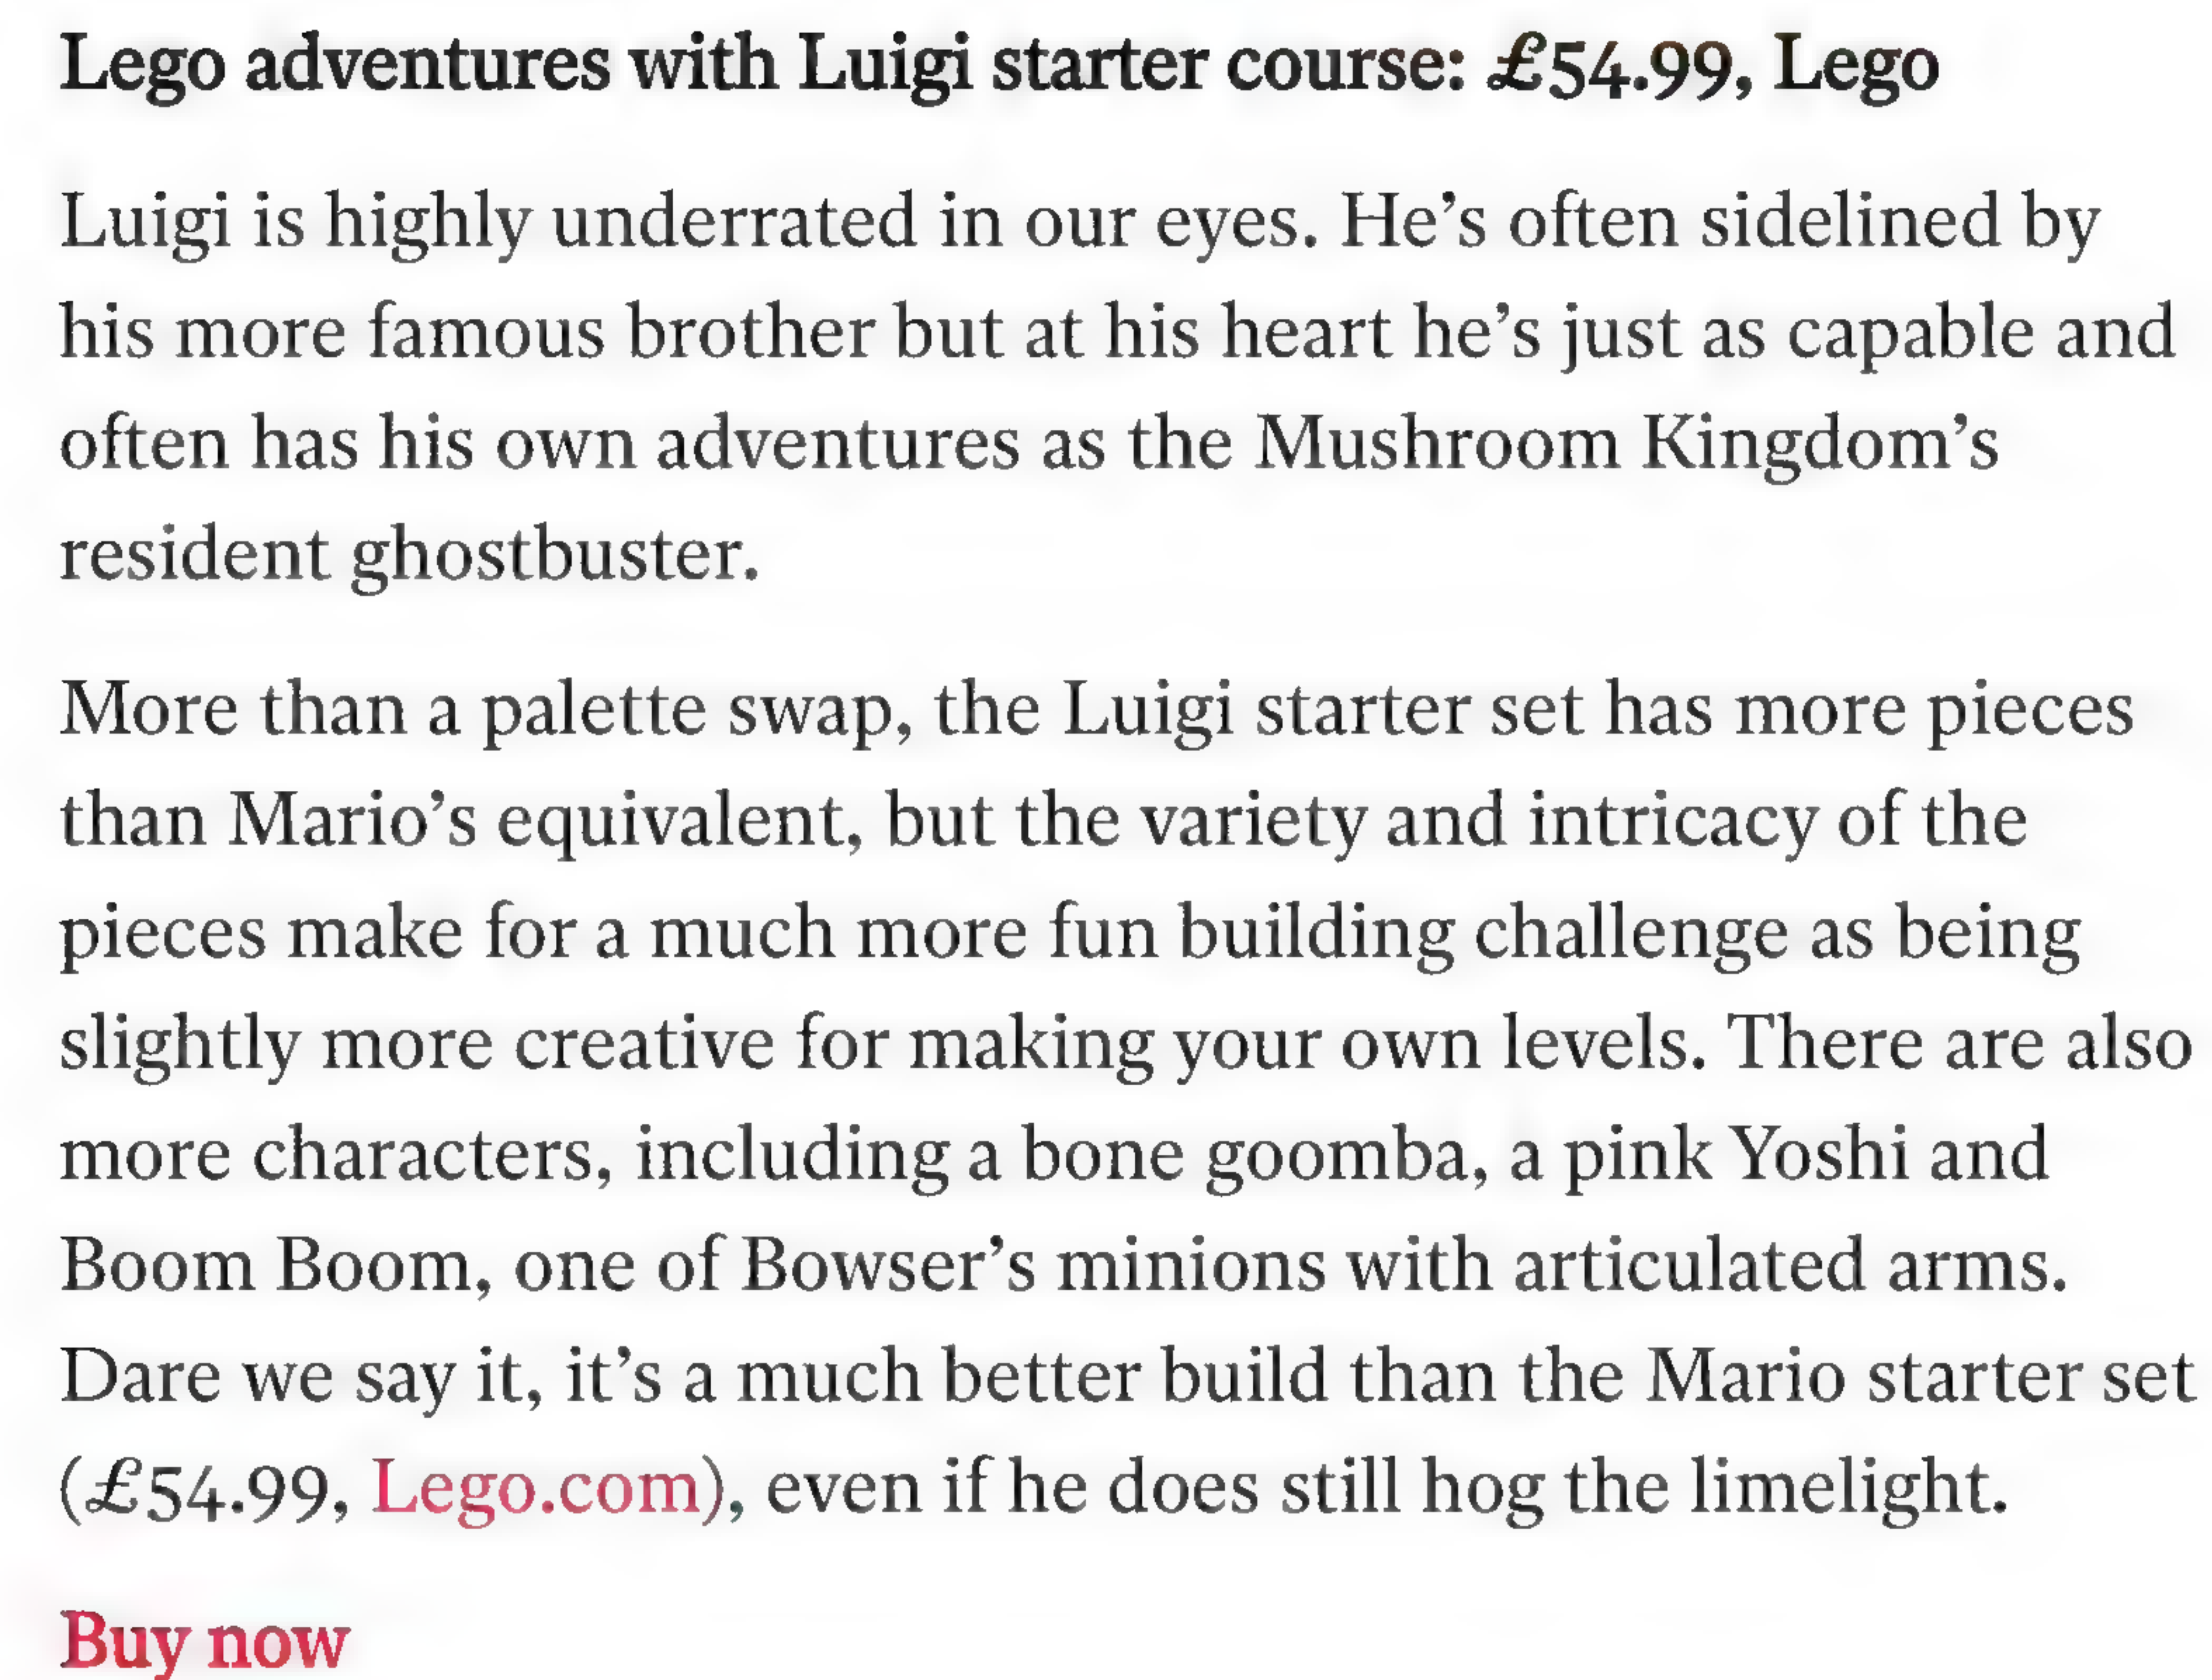 Lego adventures with Luigi starter course: £54.99, Lego
Luigi is highly underrated in our eyes. He’s often sidelined by
his more famous brother but at his heart he’s just as capable and
often has his own adventures as the Mushroom Kingdom’s
resident ghostbuster.
More than a palette swap, the Luigi starter set has more pieces
than Mario’s equivalent, but the variety and intricacy of the
pieces make for a much more fun building challenge as being
slightly more creative for making your own levels. There are also
more characters, including a bone goomba, a pink Yoshi and
Boom Boom, one of Bowser’s minions with articulated arms.
Dare we say it, it’s a much better build than the Mario starter set
(£54.99, Lego.com), even if he does still hog the limelight.
Buy now